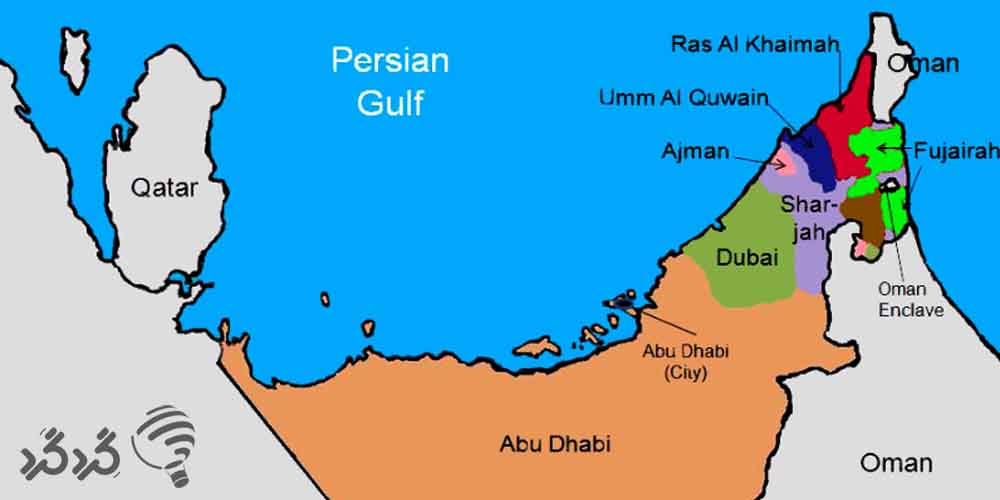 Ras Al Khaimah
Oman
Persian
Gulf
Umm Al Quwain
Ajman
Fujairah
Qatar
Shar-
jah
Dubai
Oman
Enclave
Abu Dhabi
(City)
Abu Dhabi
Oman
گردگرد